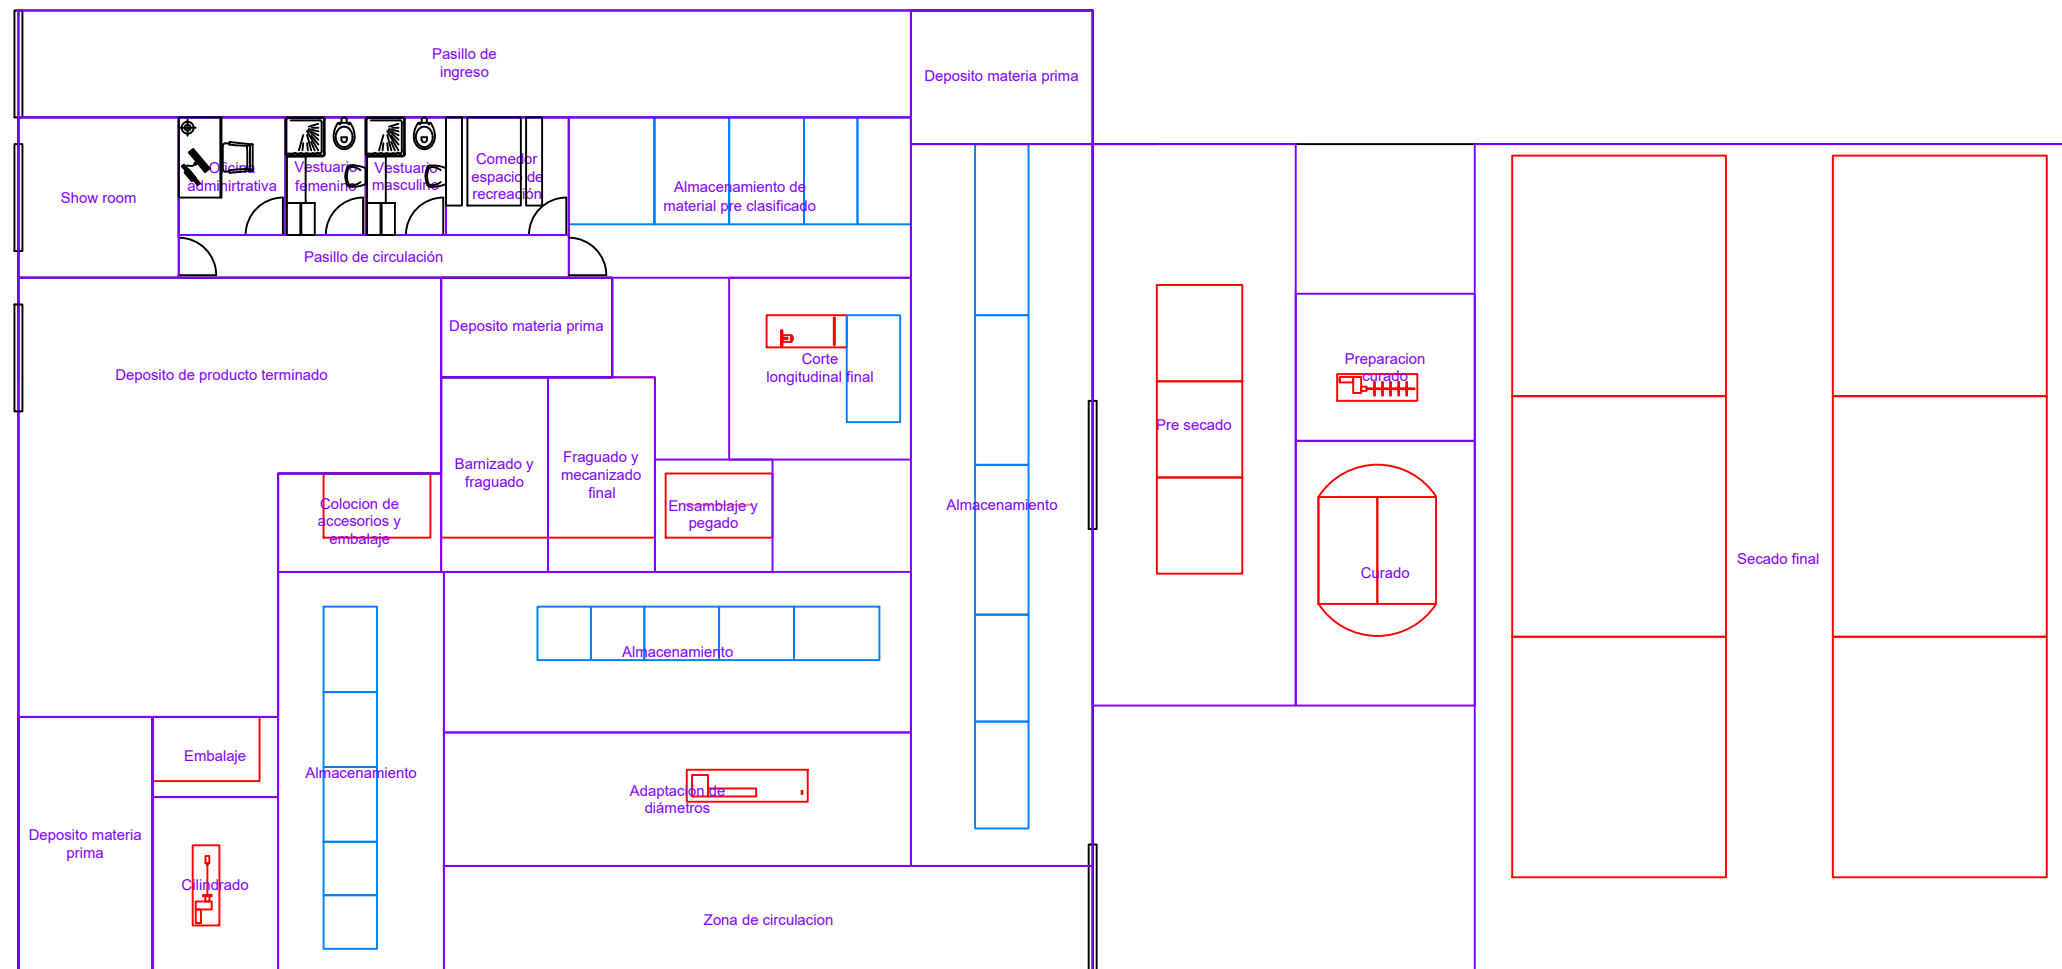 Pasillo de
ingreso
Deposito materia prima
Show room
Oficina
adminirtrativa
Vestuario
femenino
Vestuario
masculino
Comedor
espacio de
recreación
Almacenamiento de
material pre clasificado
Pasillo de circulación
Deposito de producto terminado
Deposito materia prima
Corte
longitudinal final
Preparacion
curado
Pre secado
Barnizado y
fraguado
Fraguado y
mecanizado
final
Colocion de
accesorios y
embalaje
Ensamblaje y
pegado
Almacenamiento
Curado
Secado final
Almacenamiento
Embalaje
Almacenamiento
Adaptación de
diámetros
Deposito materia
prima
Cilindrado
Zona de circulacion